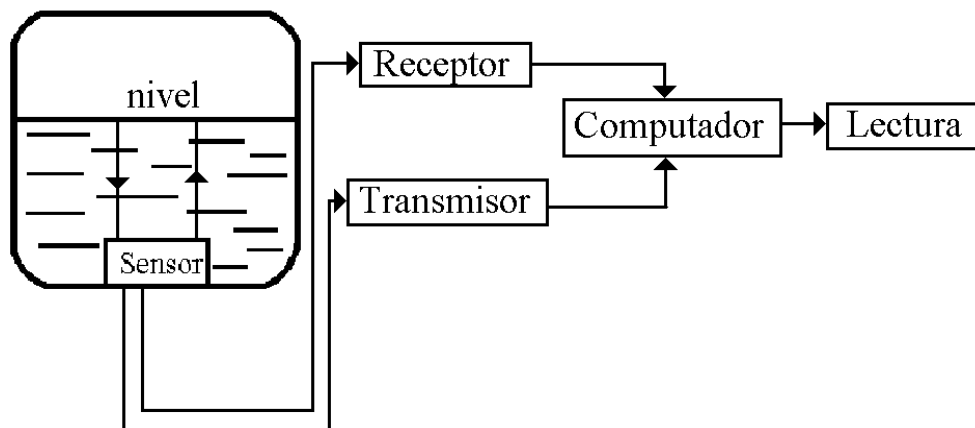 nivel
Sensor
Receptor
Transmisor
Computador
Lectura